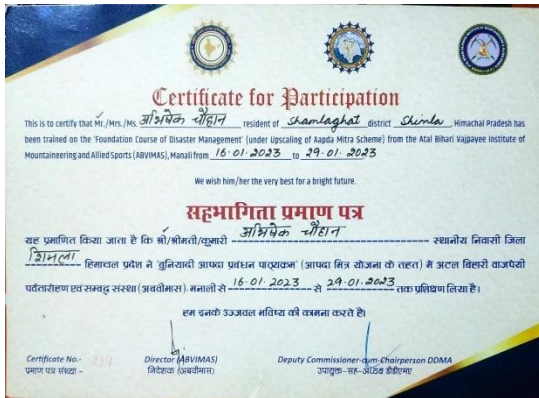 Certificate for Participation
This is to certify that Mr./Mrs./Ms. अभिषेक चौहान resident of Shamlaghat district Shimla, Himachal Pradesh has
been trained on the 'Foundation Course of Disaster Management' (under Upscaling of Aapda Mitra Scheme) from the Atal Bihari Vajpayee Institute of
Mountaineering and Allied Sports (ABVIMAS), Manali from 16.01.2023 to 29.01.2023
We wish him/her the very best for a bright future.
सहभागिता प्रमाण पत्र
यह प्रमाणित किया जाता है कि श्री/श्रीमती/कुमारी अभिषेक चौहान स्थानीय निवासी जिला
शिमला हिमाचल प्रदेश ने 'बुनियादी आपदा प्रबंधन पाठ्यक्रम' (आपदा मित्र योजना के तहत) में अटल बिहारी वाजपेयी
पर्वतारोहण एवं सम्बद्ध संस्था (अबवीमास), मनाली से 16.01.2023 से 29.01.2023 तक प्रशिक्षण लिया है।
हम इनके उज्जवल भविष्य की कामना करते हैं।
Certificate No.- Director (ABVIMAS) Deputy Commissioner-cum-Chairperson DDMA
प्रमाण पत्र संख्या - निदेशक (अबवीमास) उपायुक्त-सह-अध्यक्ष डीडीएमए